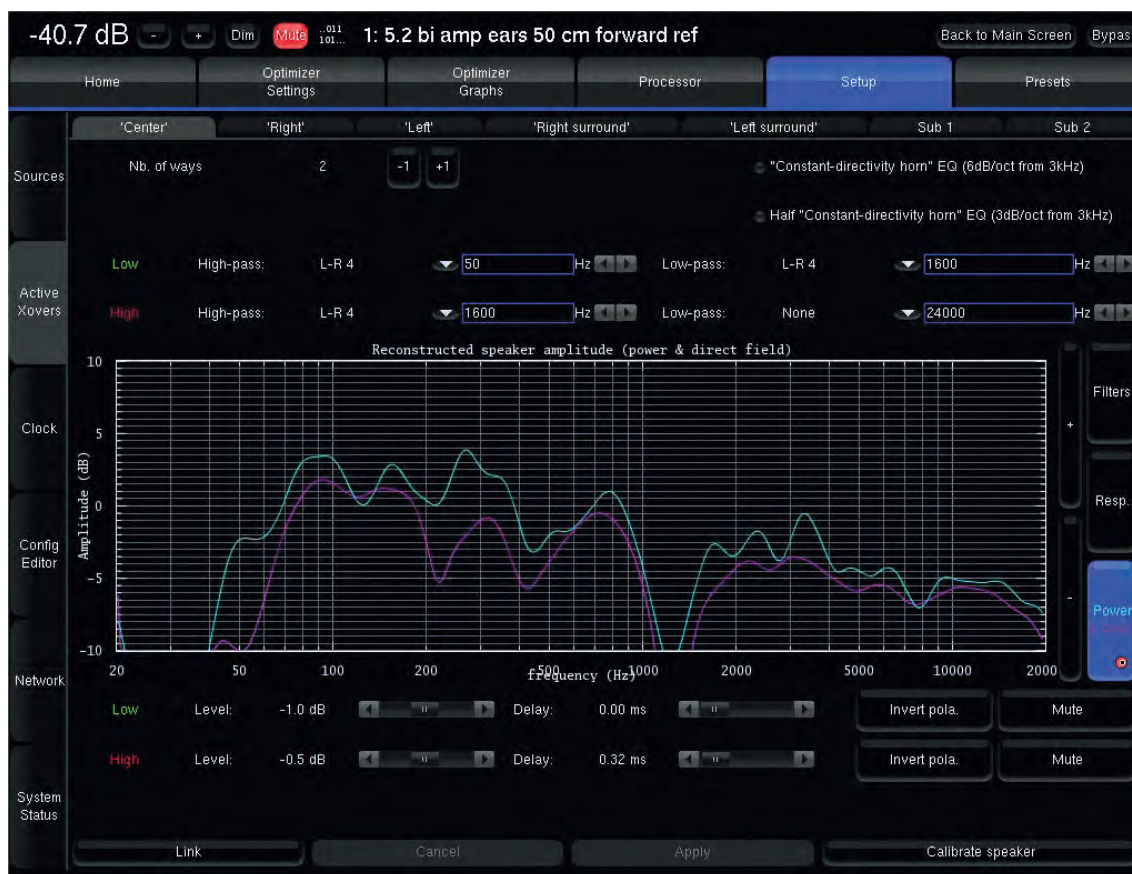 -40.7 dB - + Dim Mute ..011 101... 1: 5.2 bi amp ears 50 cm forward ref Back to Main Screen Bypas
Home Optimizer Settings Optimizer Graphs Processor Setup Presets
'Center' 'Right' 'Left' 'Right surround' 'Left surround' Sub 1 Sub 2
Sources
Active Xovers
Clock
Config Editor
Network
System Status
Nb. of ways 2 -1 +1
"Constant-directivity horn" EQ (6dB/oct from 3kHz)
Half "Constant-directivity horn" EQ (3dB/oct from 3kHz)
Low High-pass: L-R 4 50 Hz Low-pass: L-R 4 1600 Hz
High High-pass: L-R 4 1600 Hz Low-pass: None 24000 Hz
Reconstructed speaker amplitude (power & direct field)
Amplitude (dB)
10
5
0
-5
-10
20 50 100 200 500 1000 2000 5000 10000 2000
frequency (Hz)
+
-
Filters
Resp.
Power
Low Level: -1.0 dB Delay: 0.00 ms Invert pola. Mute
High Level: -0.5 dB Delay: 0.32 ms Invert pola. Mute
Link Cancel Apply Calibrate speaker